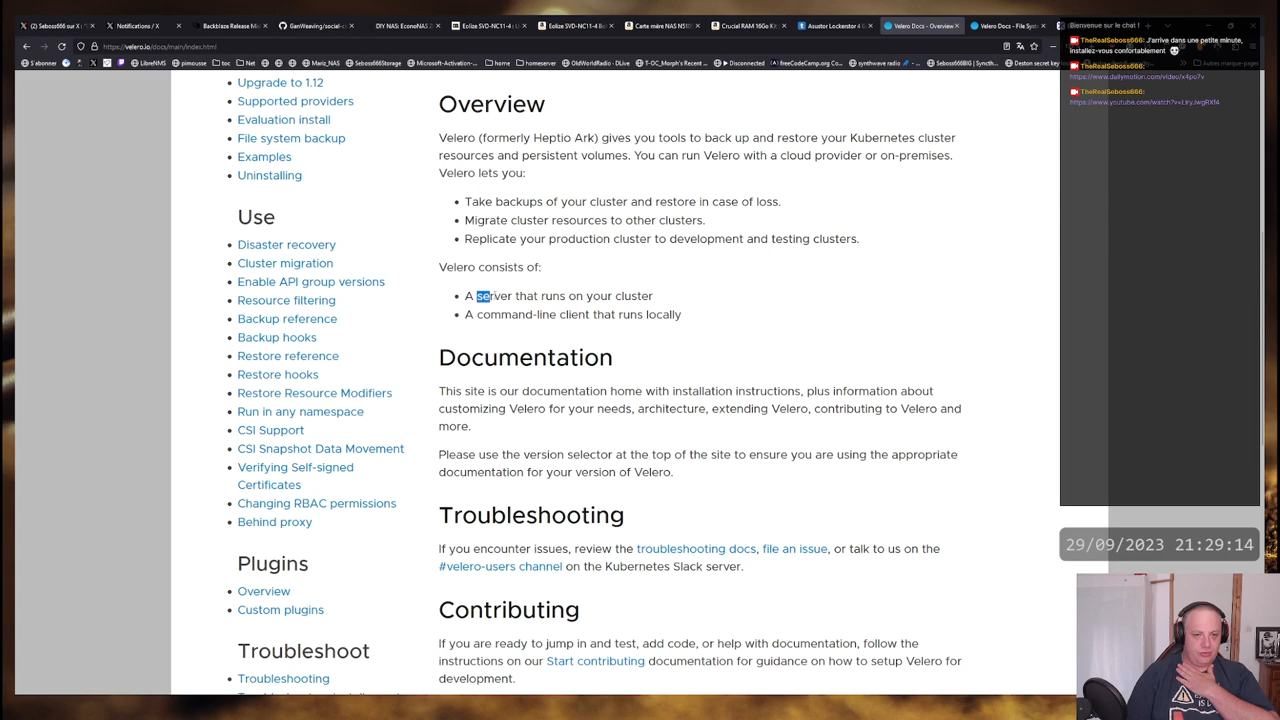 (2) Seboss666 sur X
Notifications / X
Backblaze Release
GanWeaving/social-c
DIY NAS: EconoNAS
Eolize SVD-NC11-4
Eolize SVD-NC11-4
Carte mère NAS N510
Crucial RAM 16Go
Asustor Lockerstor 4
Velero Docs - Overview
Velero Docs - File Sys
https://velero.io/docs/main/index.html
S'abonner
LibreNMS
pimuseum
toc
Net
Mariz_NAS
Seboss666Storage
Microsoft-Activation-
cours
home
homeserver
OldWorldRadio
DLive
T-OC_Morph's Recent
Disconnected
freeCodeCamp.org Co
synthwave radio
Seboss666BIG | Synth
Deston secret key
Autres marque-pages
Bienvenue sur le chat !
TheRealSeboss666: J'arrive dans une petite minute,
installez-vous confortablement
TheRealSeboss666:
https://www.dailymotion.com/video/x4po7v
TheRealSeboss666:
Upgrade to 1.12
Supported providers
Evaluation install
File system backup
Examples
Uninstalling
Use
Disaster recovery
Cluster migration
Enable API group versions
Resource filtering
Backup reference
Backup hooks
Restore reference
Restore hooks
Restore Resource Modifiers
Run in any namespace
CSI Support
CSI Snapshot Data Movement
Verifying Self-signed
Certificates
Changing RBAC permissions
Behind proxy
Plugins
Overview
Custom plugins
Troubleshoot
Troubleshooting
Overview
Velero (formerly Heptio Ark) gives you tools to back up and restore your Kubernetes cluster
resources and persistent volumes. You can run Velero with a cloud provider or on-premises.
Velero lets you:
Take backups of your cluster and restore in case of loss.
Migrate cluster resources to other clusters.
Replicate your production cluster to development and testing clusters.
Velero consists of:
A server that runs on your cluster
A command-line client that runs locally
Documentation
This site is our documentation home with installation instructions, plus information about
customizing Velero for your needs, architecture, extending Velero, contributing to Velero and
more.
Please use the version selector at the top of the site to ensure you are using the appropriate
documentation for your version of Velero.
Troubleshooting
If you encounter issues, review the troubleshooting docs, file an issue, or talk to us on the
#velero-users channel on the Kubernetes Slack server.
Contributing
If you are ready to jump in and test, add code, or help with documentation, follow the
instructions on our Start contributing documentation for guidance on how to setup Velero for
development.
29/09/2023 21:29:14